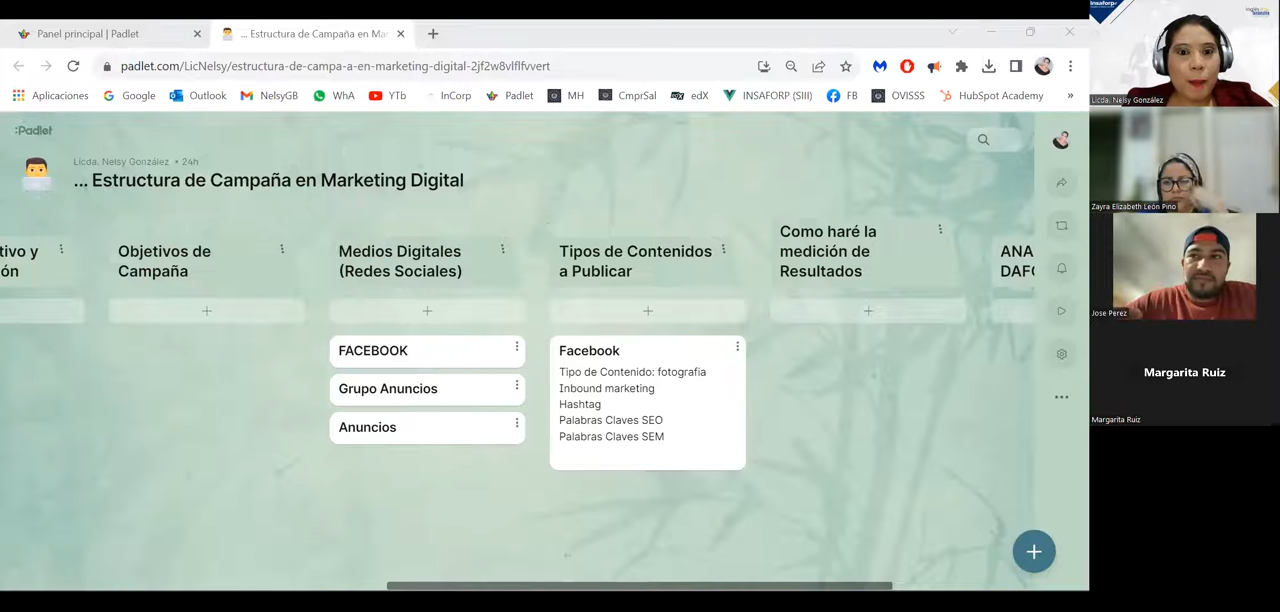 Panel principal | Padlet
... Estructura de Campaña en Mar
padlet.com/LicNelsy/estructura-de-campa-a-en-marketing-digital-2jf2w8vlflfvvert
Aplicaciones
Google
Outlook
NelsyGB
WhA
YTb
InCorp
Padlet
MH
CmprSal
edX
INSAFORP (SIII)
FB
OVISSS
HubSpot Academy
»
:Padlet
Licda. Nelsy González • 24h
... Estructura de Campaña en Marketing Digital
tivo y
ón
Objetivos de
Campaña
Medios Digitales
(Redes Sociales)
FACEBOOK
Grupo Anuncios
Anuncios
Tipos de Contenidos
a Publicar
Facebook
Tipo de Contenido: fotografia
Inbound marketing
Hashtag
Palabras Claves SEO
Palabras Claves SEM
Como haré la
medición de
Resultados
ANA
DAFO
Insaforp
Licda. Nelsy González
Zayra Elizabeth León Pino
Jose Perez
Margarita Ruiz
Margarita Ruiz